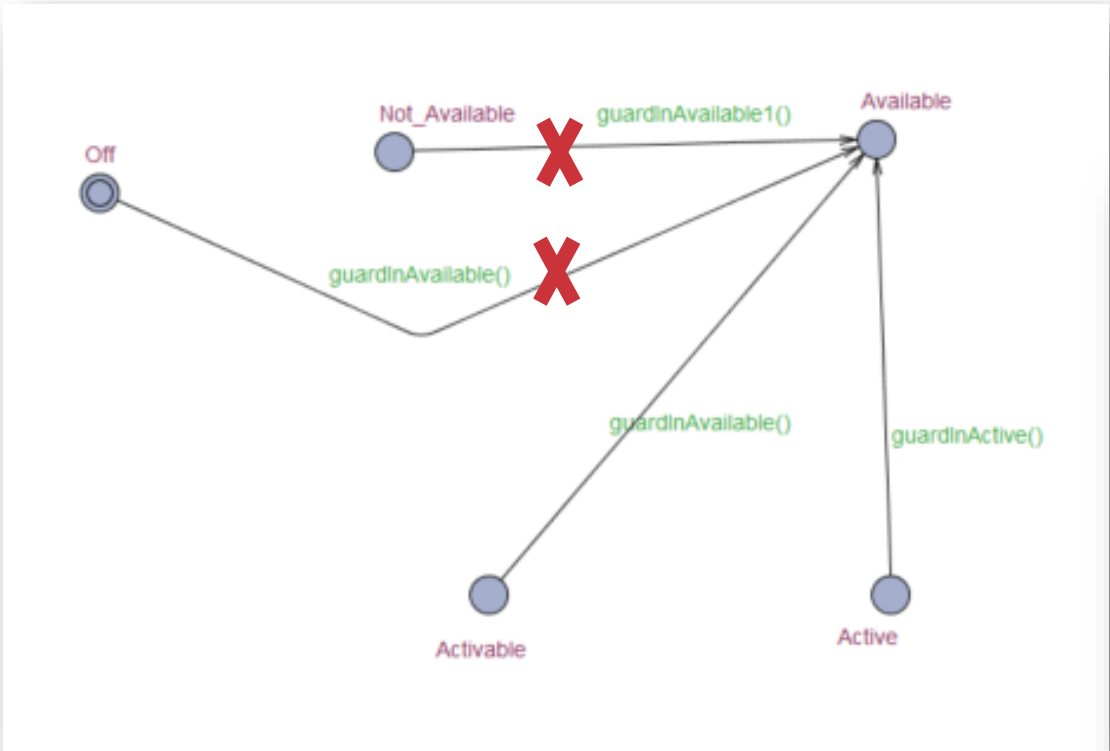 Available
Not_Available
guardInAvailable1()
Off
guardInAvailable()
guardInAvailable()
guardInActive()
Active
Activable